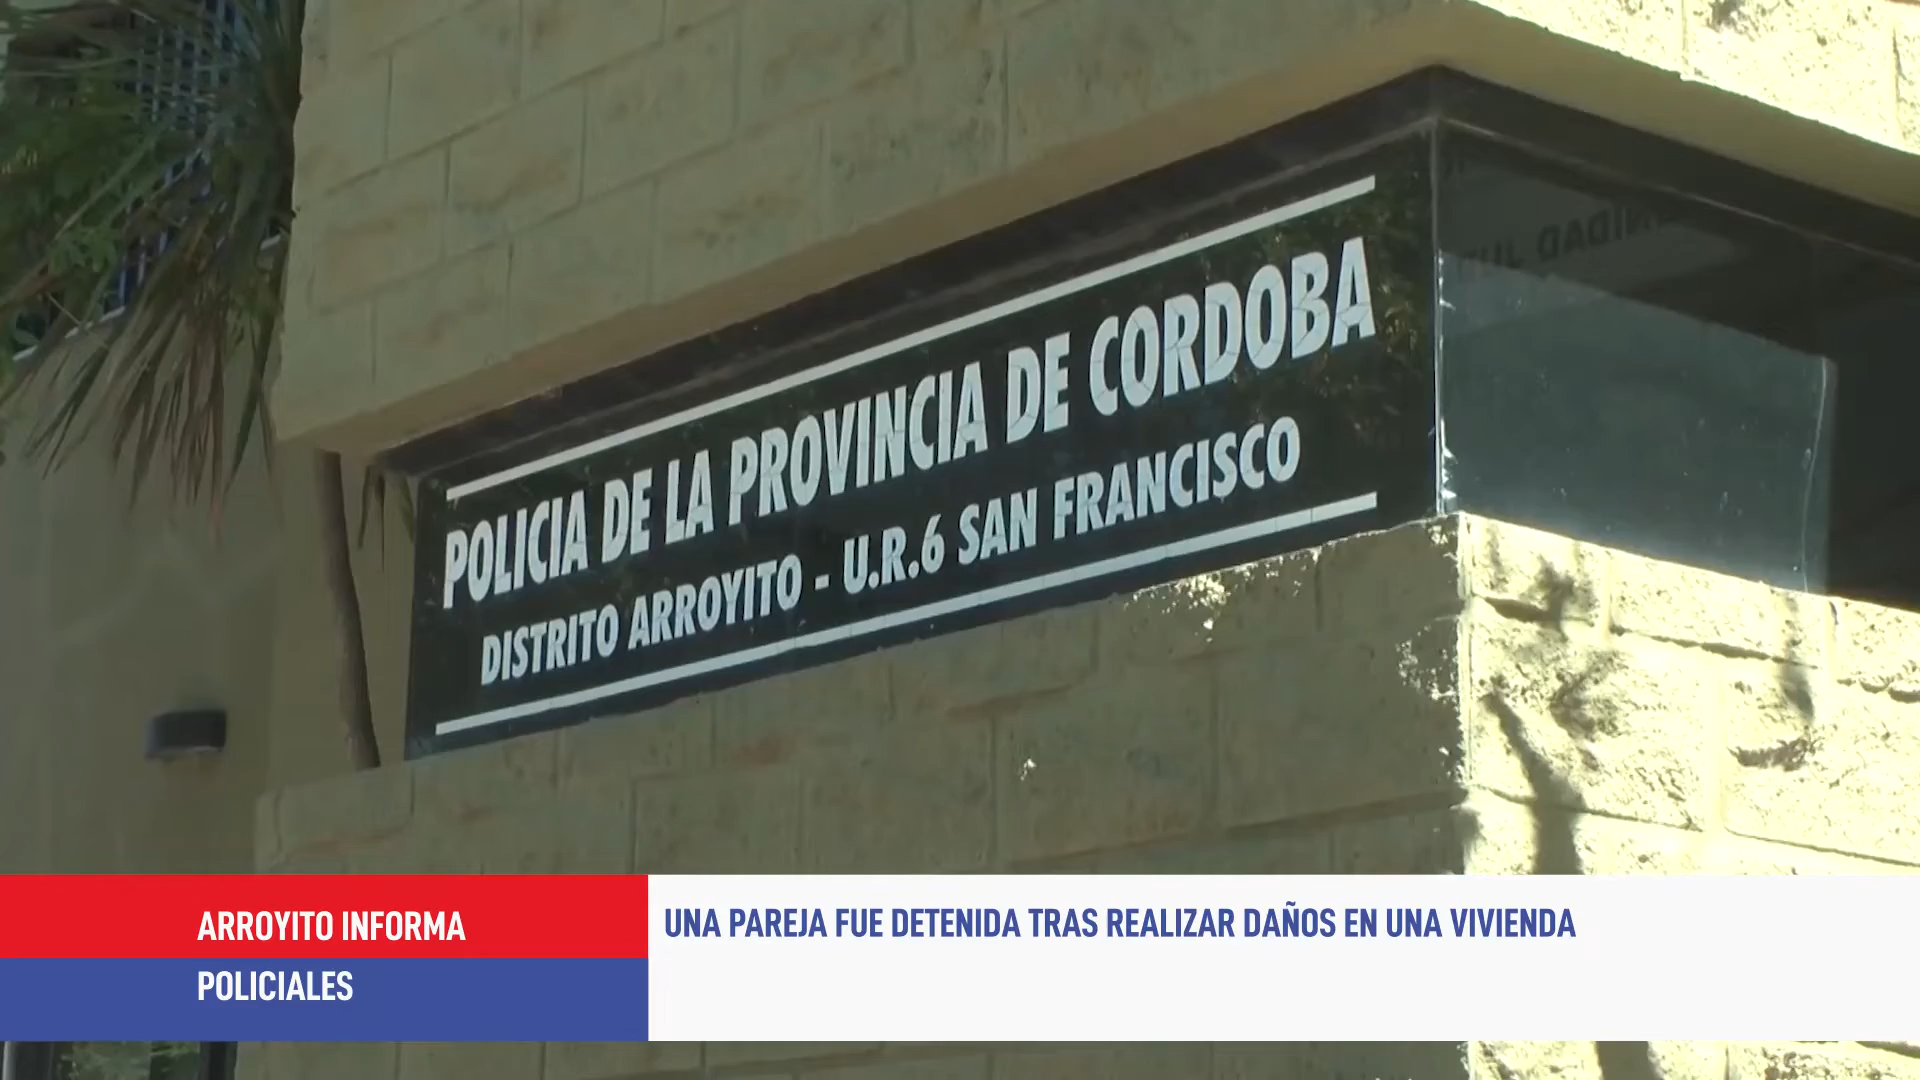 POLICIA DE LA PROVINCIA DE CORDOBA
DISTRITO ARROYITO - U.R.6 SAN FRANCISCO
ARROYITO INFORMA
UNA PAREJA FUE DETENIDA TRAS REALIZAR DAÑOS EN UNA VIVIENDA
POLICIALES